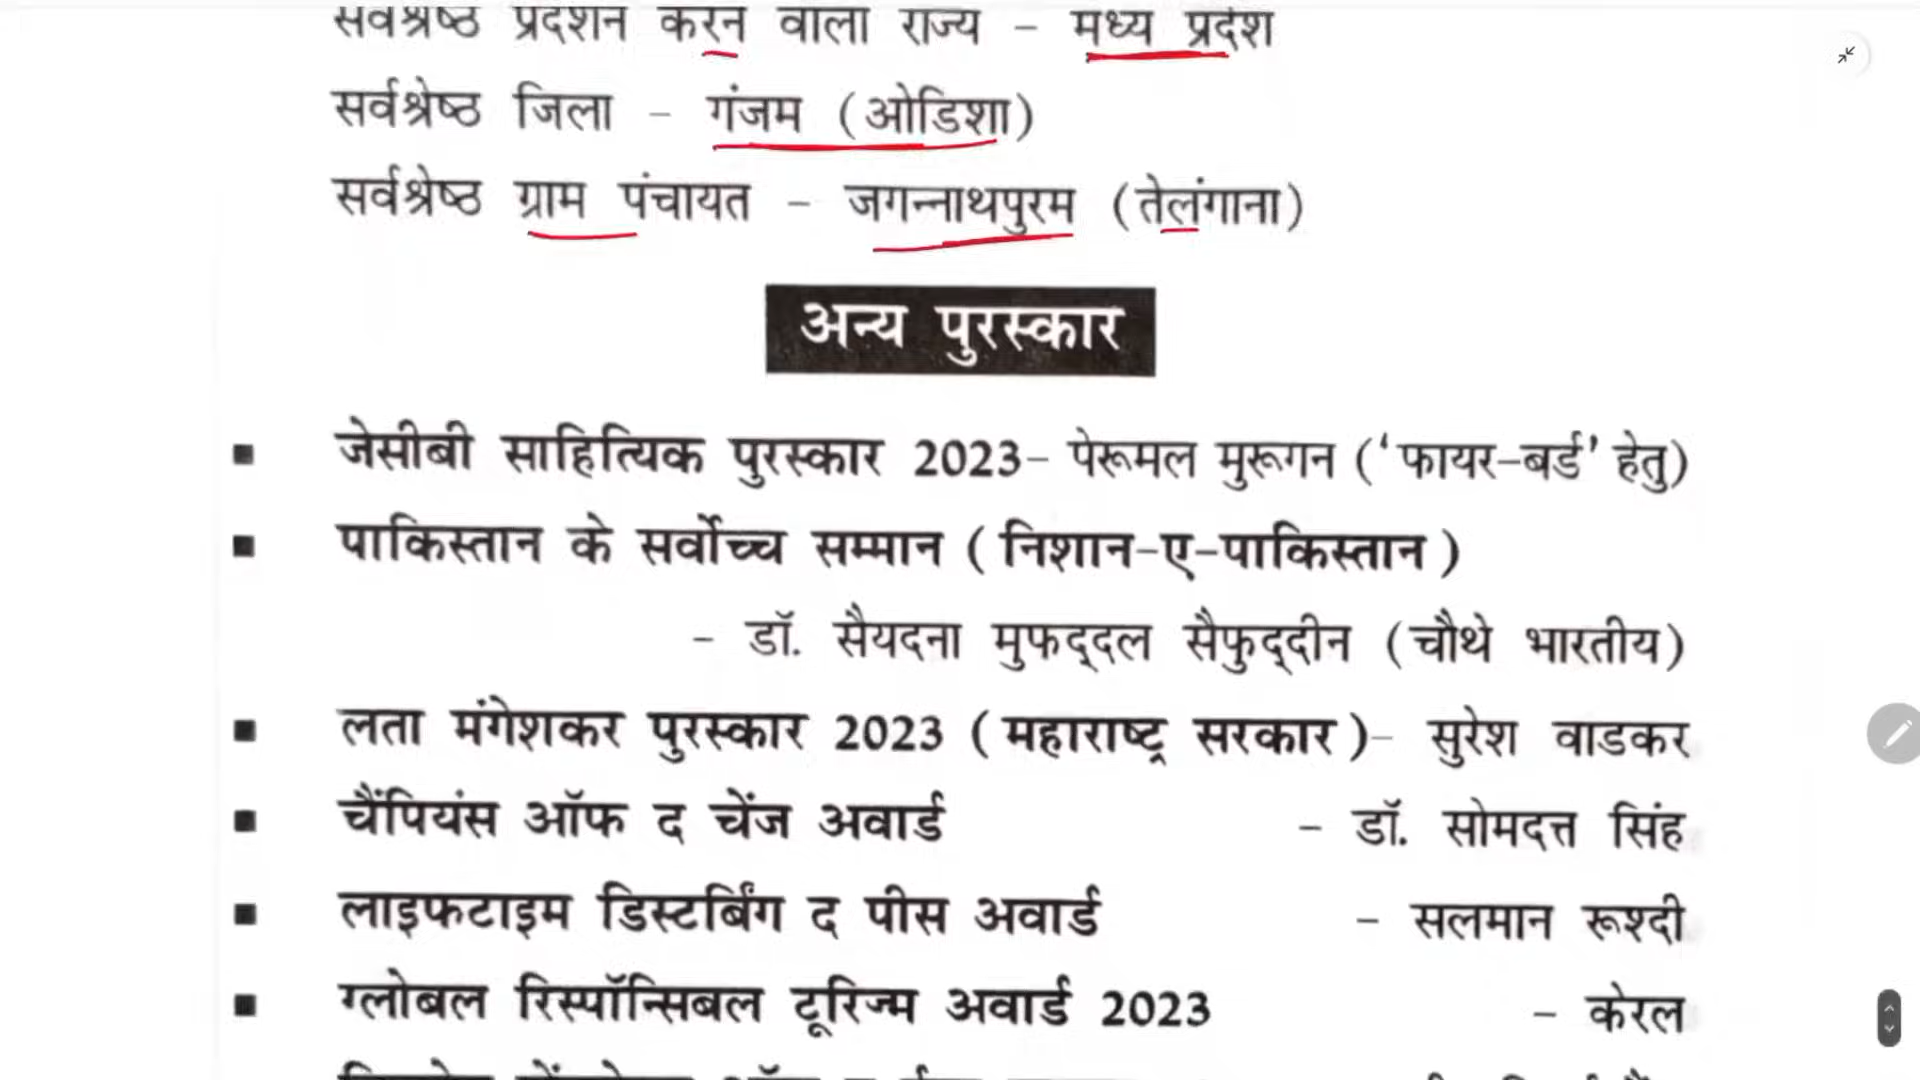 सर्वश्रेष्ठ प्रदर्शन करने वाला राज्य – मध्य प्रदेश
सर्वश्रेष्ठ जिला – गंजम (ओडिशा)
सर्वश्रेष्ठ ग्राम पंचायत – जगन्नाथपुरम (तेलंगाना)
अन्य पुरस्कार
■ जेसीबी साहित्यिक पुरस्कार 2023– पेरूमल मुरूगन (‘फायर–बर्ड’ हेतु)
■ पाकिस्तान के सर्वोच्च सम्मान (निशान–ए–पाकिस्तान)
– डॉ. सैयदना मुफद्दल सैफुद्दीन (चौथे भारतीय)
■ लता मंगेशकर पुरस्कार 2023 (महाराष्ट्र सरकार)– सुरेश वाडकर
■ चैंपियंस ऑफ द चेंज अवार्ड – डॉ. सोमदत्त सिंह
■ लाइफटाइम डिस्टर्बिंग द पीस अवार्ड – सलमान रूश्दी
■ ग्लोबल रिस्पॉन्सिबल टूरिज्म अवार्ड 2023 – केरल